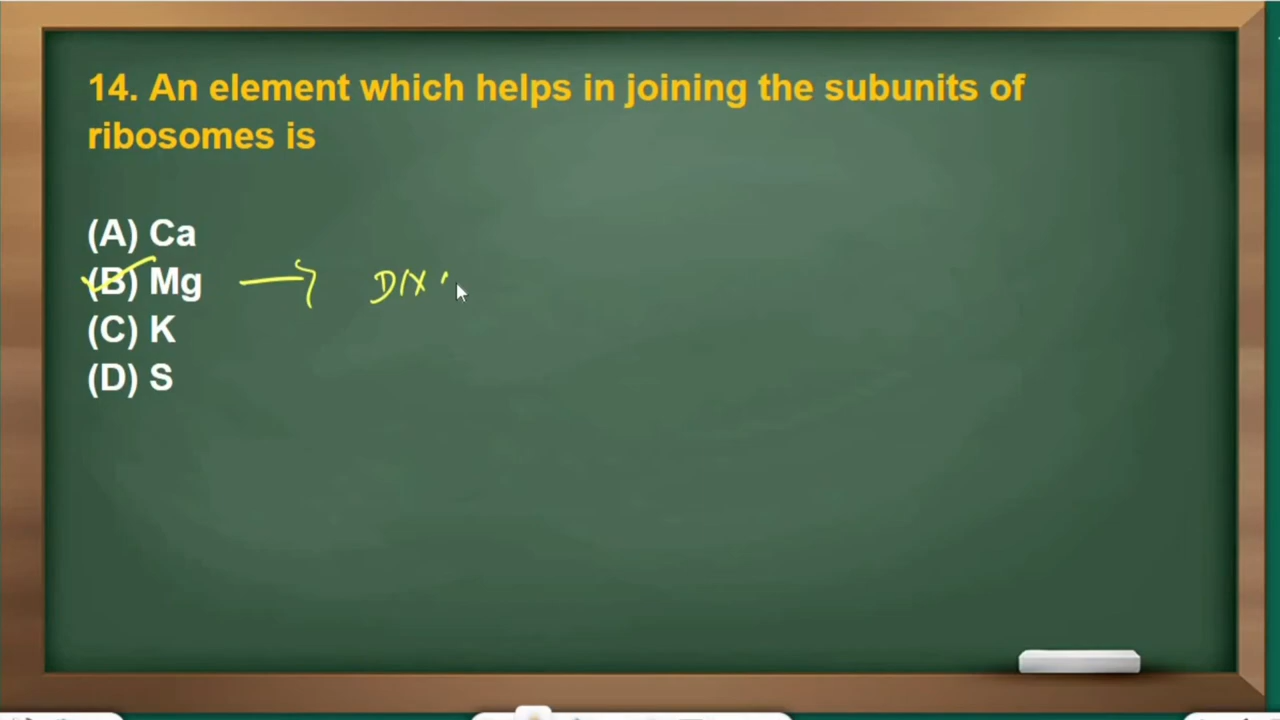 14. An element which helps in joining the subunits of
ribosomes is
(A) Ca
(B) Mg
(C) K
(D) S